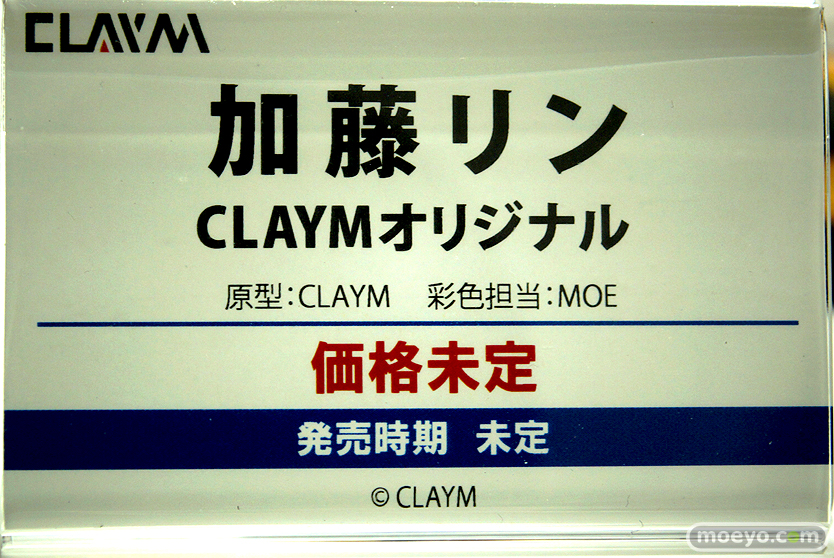 CLAYM
加藤リン
CLAYMオリジナル
原型：CLAYM　彩色担当：MOE
価格未定
発売時期　未定
© CLAYM
moeyo.com